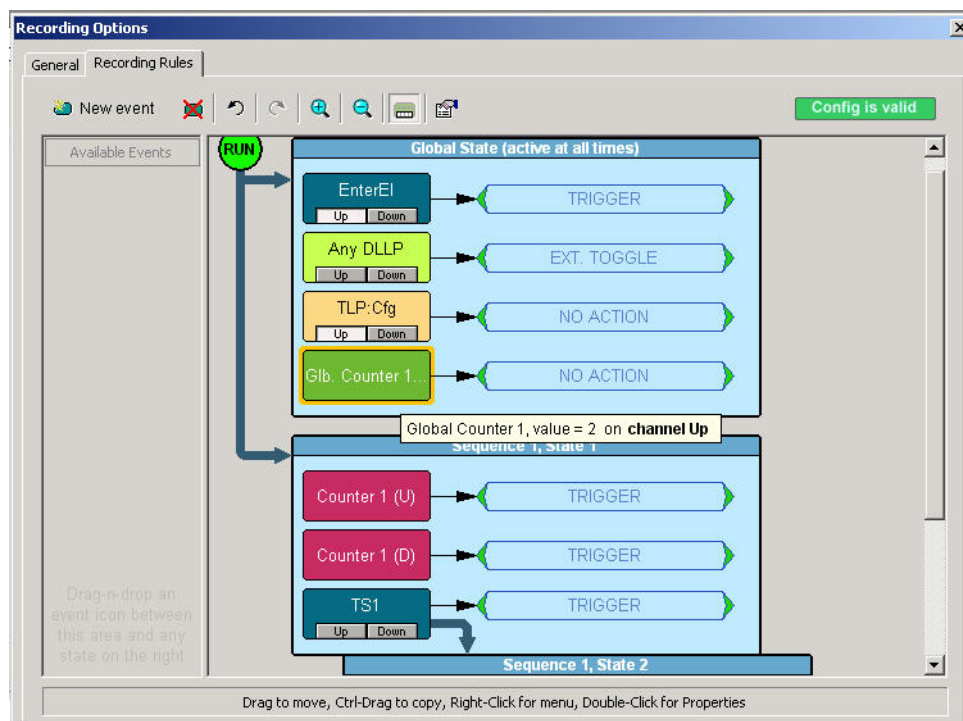 Recording Options
General Recording Rules
New event
Config is valid
Available Events
RUN
Global State (active at all times)
EnterEI
Up Down
TRIGGER
Any DLLP
Up Down
EXT. TOGGLE
TLP:Cfg
Up Down
NO ACTION
Glb. Counter 1...
NO ACTION
Global Counter 1, value = 2 on channel Up
Sequence 1, State 1
Counter 1 (U)
TRIGGER
Counter 1 (D)
TRIGGER
TS1
Up Down
TRIGGER
Drag-n-drop an
event icon between
this area and any
state on the right
Sequence 1, State 2
Drag to move, Ctrl-Drag to copy, Right-Click for menu, Double-Click for Properties